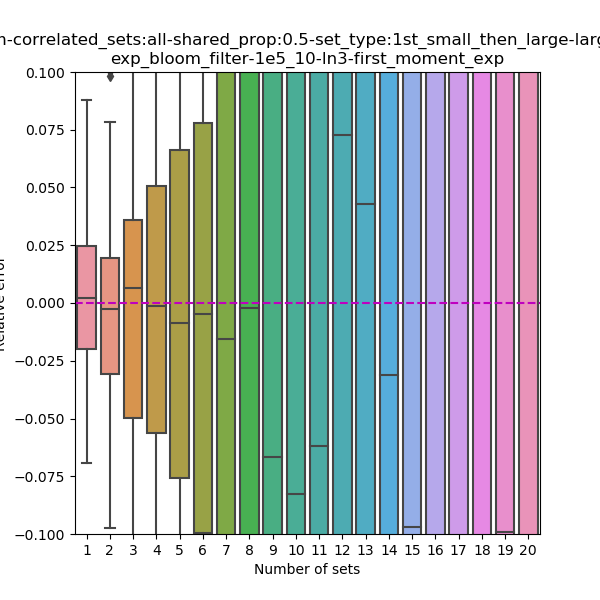 -correlated_sets:all-shared_prop:0.5-set_type:1st_small_then_large-larg
exp_bloom_filter-1e5_10-ln3-first_moment_exp
0.100
0.075
0.050
0.025
0.000
−0.025
−0.050
−0.075
−0.100
Relative error
1 2 3 4 5 6 7 8 9 10 11 12 13 14 15 16 17 18 19 20
Number of sets